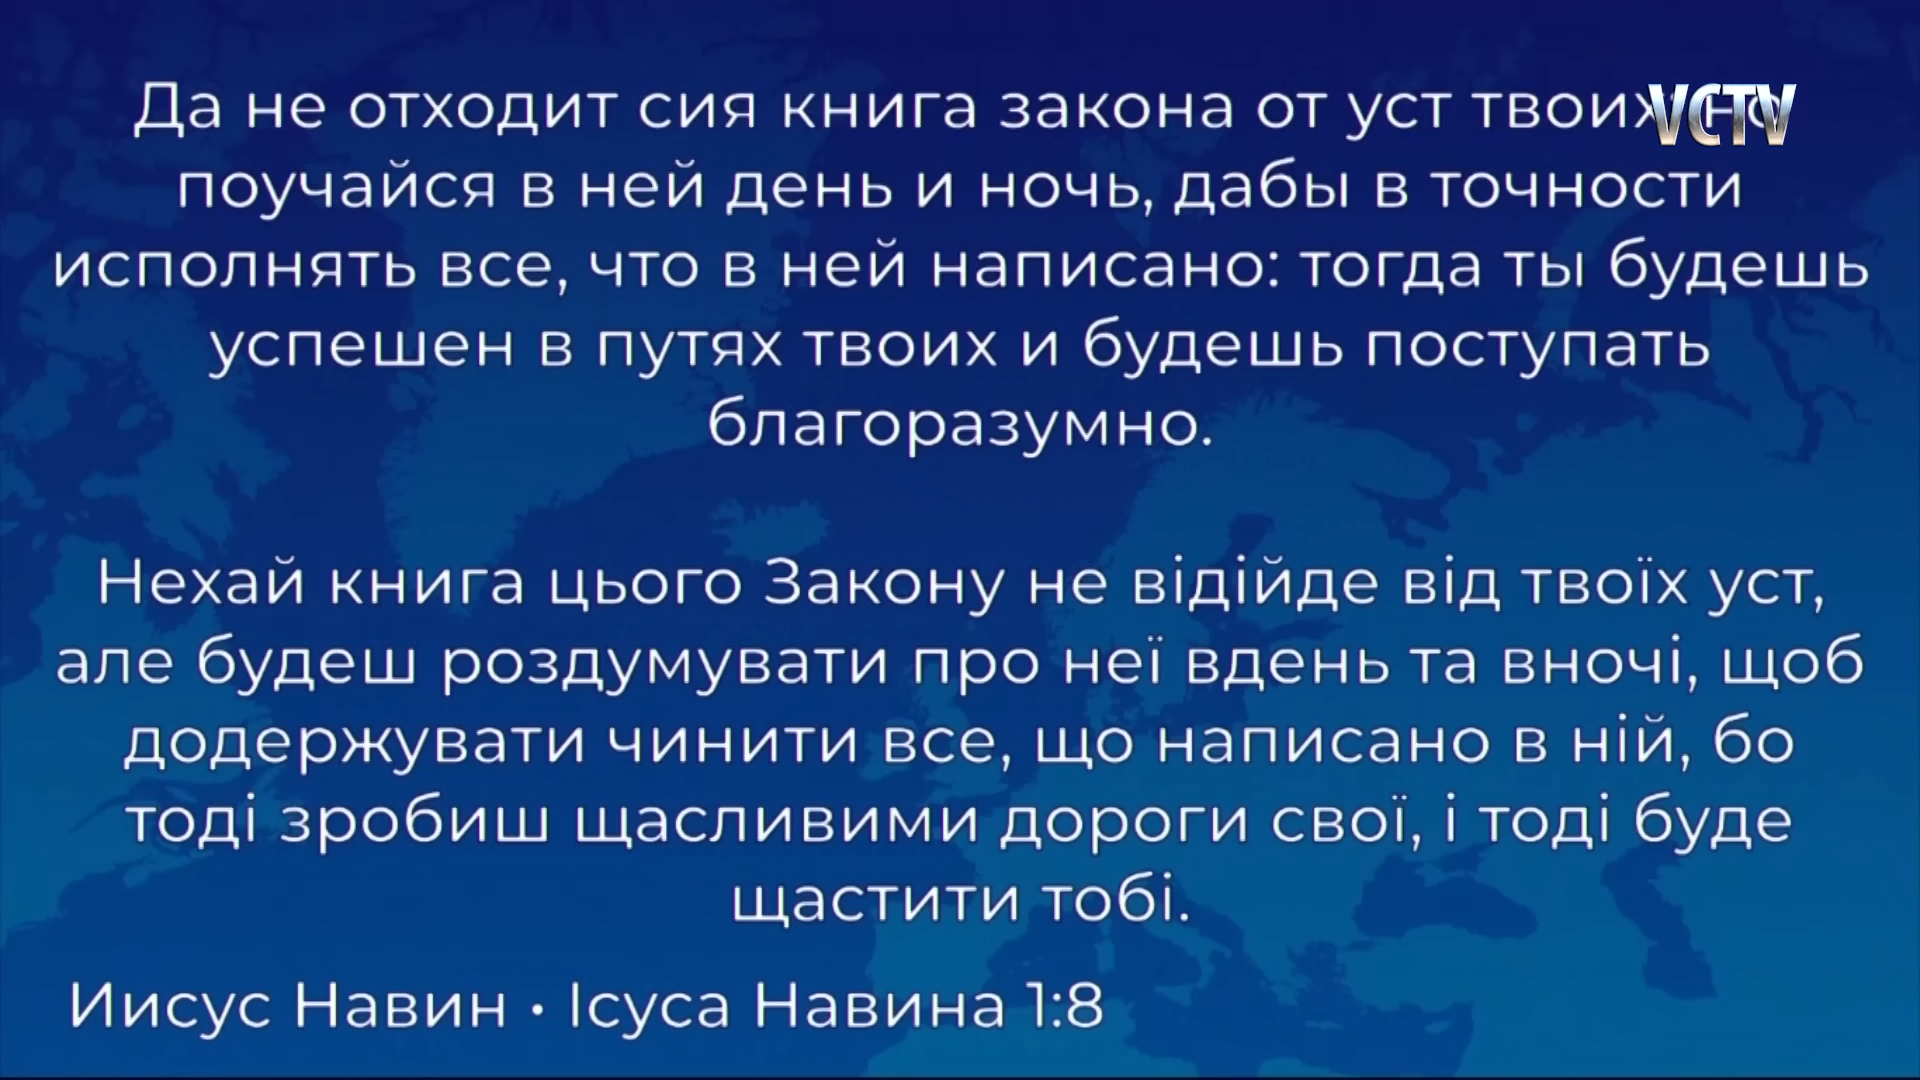 Да не отходит сия книга закона от уст твоих но
VCTV
поучайся в ней день и ночь, дабы в точности
исполнять все, что в ней написано: тогда ты будешь
успешен в путях твоих и будешь поступать
благоразумно.
Нехай книга цього Закону не відійде від твоїх уст,
але будеш роздумувати про неї вдень та вночі, щоб
додержувати чинити все, що написано в ній, бо
тоді зробиш щасливими дороги свої, і тоді буде
щастити тобі.
Иисус Навин • Ісуса Навина 1:8